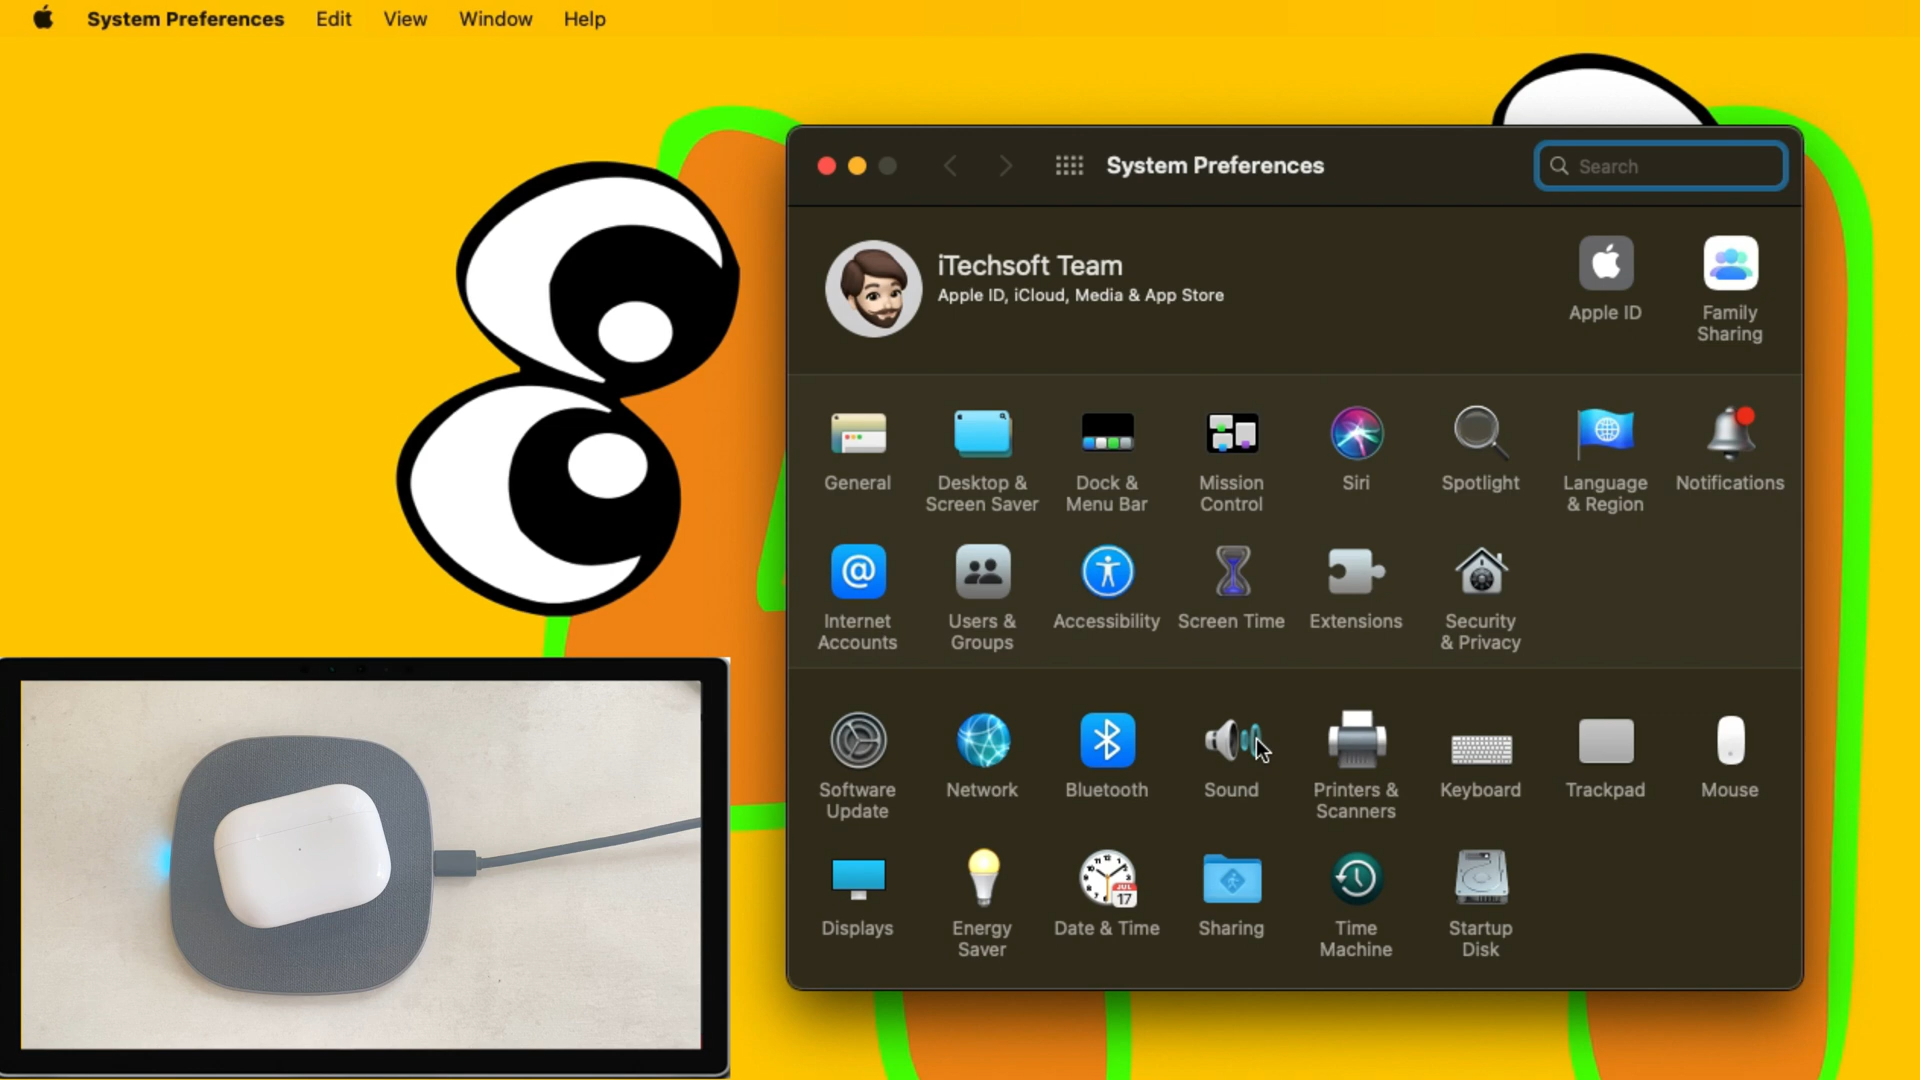 System Preferences Edit View Window Help
System Preferences
Search
iTechsoft Team
Apple ID, iCloud, Media & App Store
Apple ID
Family
Sharing
General
Desktop &
Screen Saver
Dock &
Menu Bar
Mission
Control
Siri
Spotlight
Language
& Region
Notifications
Internet
Accounts
Users &
Groups
Accessibility
Screen Time
Extensions
Security
& Privacy
Software
Update
Network
Bluetooth
Sound
Printers &
Scanners
Keyboard
Trackpad
Mouse
Displays
Energy
Saver
JUL
17
Date & Time
Sharing
Time
Machine
Startup
Disk